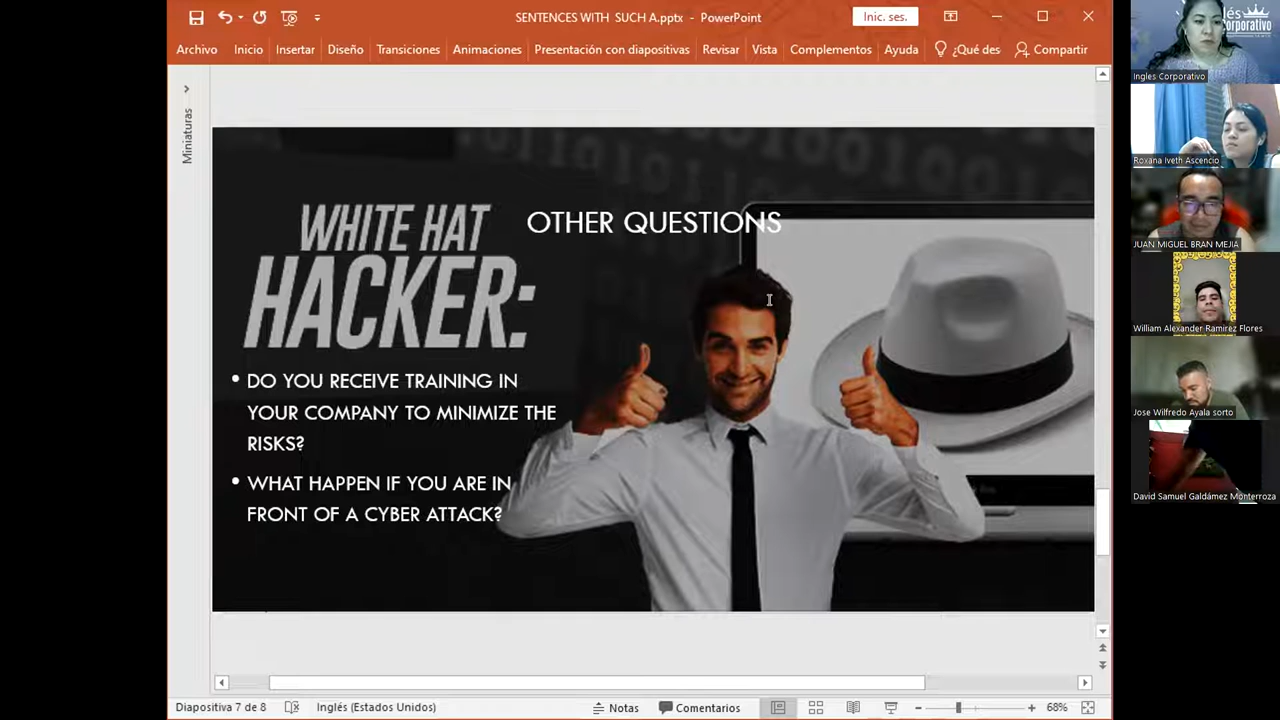 SENTENCES WITH SUCH A.pptx - PowerPoint
Inic. ses.
Archivo Inicio Insertar Diseño Transiciones Animaciones Presentación con diapositivas Revisar Vista Complementos Ayuda ¿Qué des Compartir
Miniaturas
WHITE HAT
HACKER:
OTHER QUESTIONS
• DO YOU RECEIVE TRAINING IN
YOUR COMPANY TO MINIMIZE THE
RISKS?
• WHAT HAPPEN IF YOU ARE IN
FRONT OF A CYBER ATTACK?
Diapositiva 7 de 8 Inglés (Estados Unidos) Notas Comentarios 68%
Ingles Corporativo
Roxana Iveth Ascencio
JUAN MIGUEL BRAN MEJIA
William Alexander Ramirez Flores
Jose Wilfredo Ayala sorto
David Samuel Galdámez Monterroza